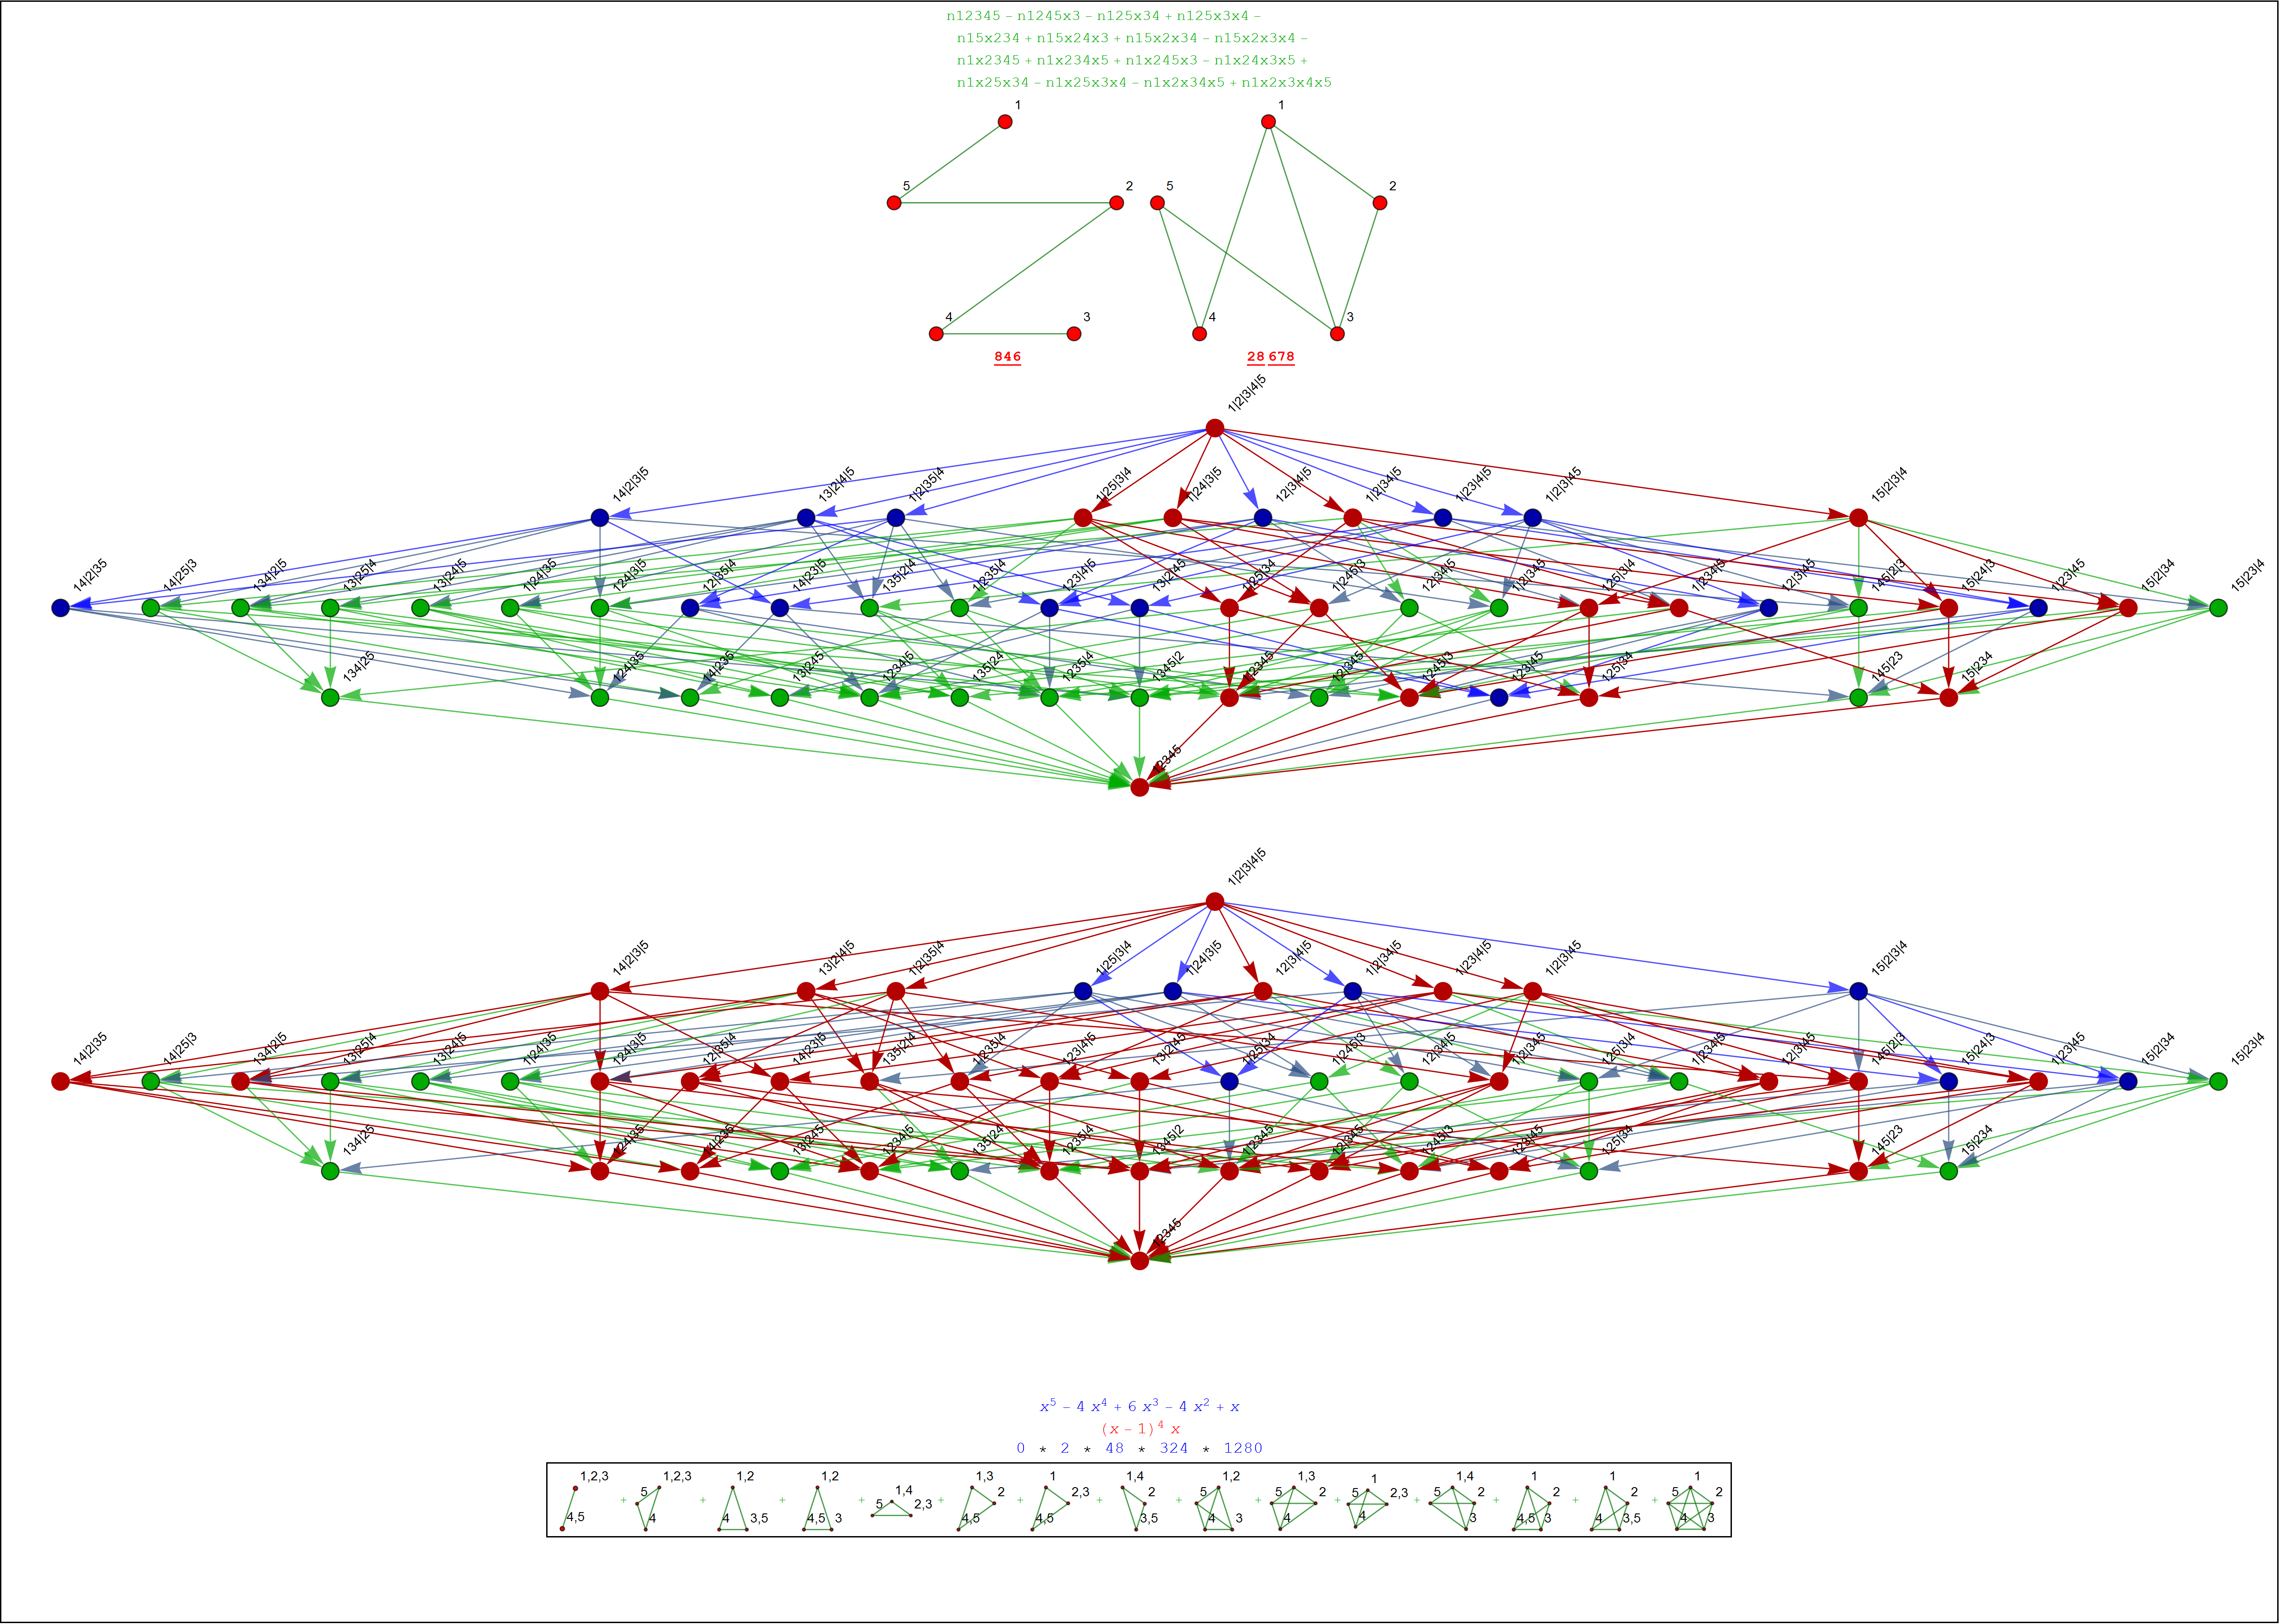 n12345 − n1245x3 − n125x34 + n125x3x4 −
n15x234 + n15x24x3 + n15x2x34 − n15x2x3x4 −
n1x2345 + n1x234x5 + n1x245x3 − n1x24x3x5 +
n1x25x34 − n1x25x3x4 − n1x2x34x5 + n1x2x3x4x5
1 1
5 2 5 2
4 3 4 3
846 28 678
1|2|3|4|5
14|2|3|5 13|2|4|5 1|2|35|4 1|25|3|4 1|24|3|5 12|3|4|5 1|2|34|5 1|23|4|5 1|2|3|45 15|2|3|4
14|2|35 14|25|3 134|2|5 13|25|4 13|24|5 1|24|35 124|3|5 12|35|4 14|23|5 135|2|4 1|235|4 123|4|5 13|2|45 1|25|34 1|245|3 12|34|5 1|2|345 125|3|4 1|234|5 12|3|45 145|2|3 15|24|3 1|23|45 15|2|34 15|23|4
134|25 124|35 14|235 13|245 1234|5 135|24 1235|4 1345|2 1|2345 12|345 1245|3 123|45 125|34 145|23 15|234
12345
1|2|3|4|5
14|2|3|5 13|2|4|5 1|2|35|4 1|25|3|4 1|24|3|5 12|3|4|5 1|2|34|5 1|23|4|5 1|2|3|45 15|2|3|4
14|2|35 14|25|3 134|2|5 13|25|4 13|24|5 1|24|35 124|3|5 12|35|4 14|23|5 135|2|4 1|235|4 123|4|5 13|2|45 1|25|34 1|245|3 12|34|5 1|2|345 125|3|4 1|234|5 12|3|45 145|2|3 15|24|3 1|23|45 15|2|34 15|23|4
134|25 124|35 14|235 13|245 1234|5 135|24 1235|4 1345|2 1|2345 12|345 1245|3 123|45 125|34 145|23 15|234
12345
x⁵ − 4 x⁴ + 6 x³ − 4 x² + x
(x − 1)⁴ x
0 * 2 * 48 * 324 * 1280
1,2,3 1,2,3 1,2 1,2 1,4 1,3 1 1,4 1,2 1,3 1 1,4 1 1 1
+ 5 + + + 5 2,3 + 2 + 2,3 + 2 + 5 + 5 2 + 5 2,3 + 5 2 + 2 + 2 + 5 2
4,5 4 4 3,5 4,5 3 4,5 4,5 3,5 4 3 4 4 3 4,5 3 4 3,5 4 3